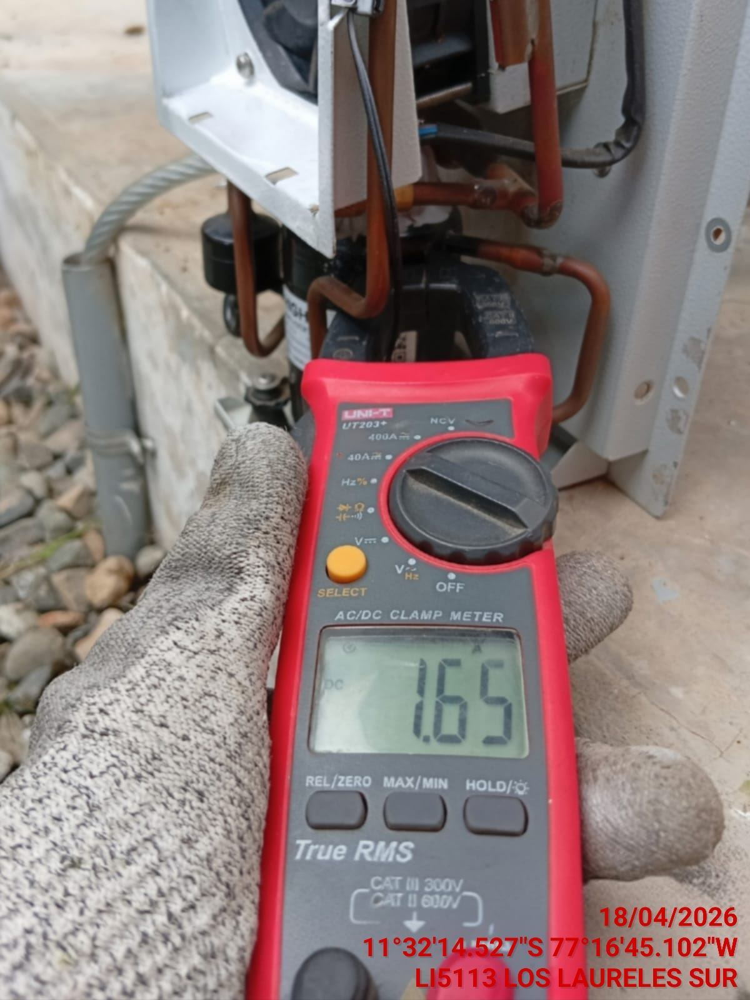 UNI-T
UT203+
NCV
400A
40A
Hz%
V
V~
Hz
OFF
SELECT
AC/DC CLAMP METER
A
DC
1.65
REL/ZERO MAX/MIN HOLD/
True RMS
CAT III 300V
CAT II 600V
18/04/2026
11°32'14.527"S 77°16'45.102"W
LI5113 LOS LAURELES SUR